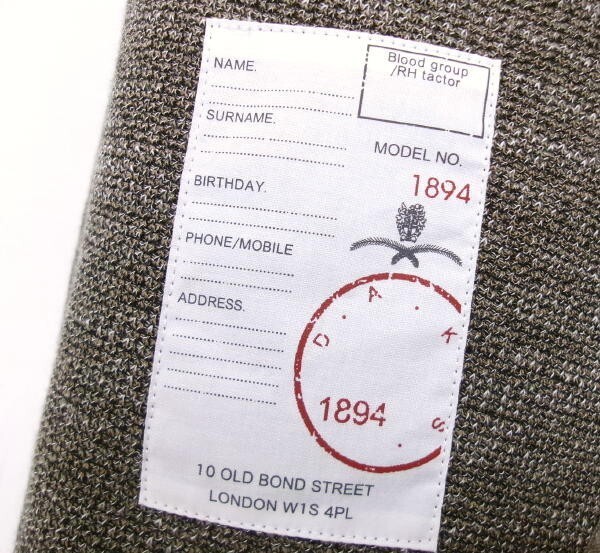 Blood group
/RH tactor
NAME.
SURNAME.
MODEL NO.
1894
BIRTHDAY.
PHONE/MOBILE
ADDRESS.
D · A · K S ·
1894
10 OLD BOND STREET
LONDON W1S 4PL